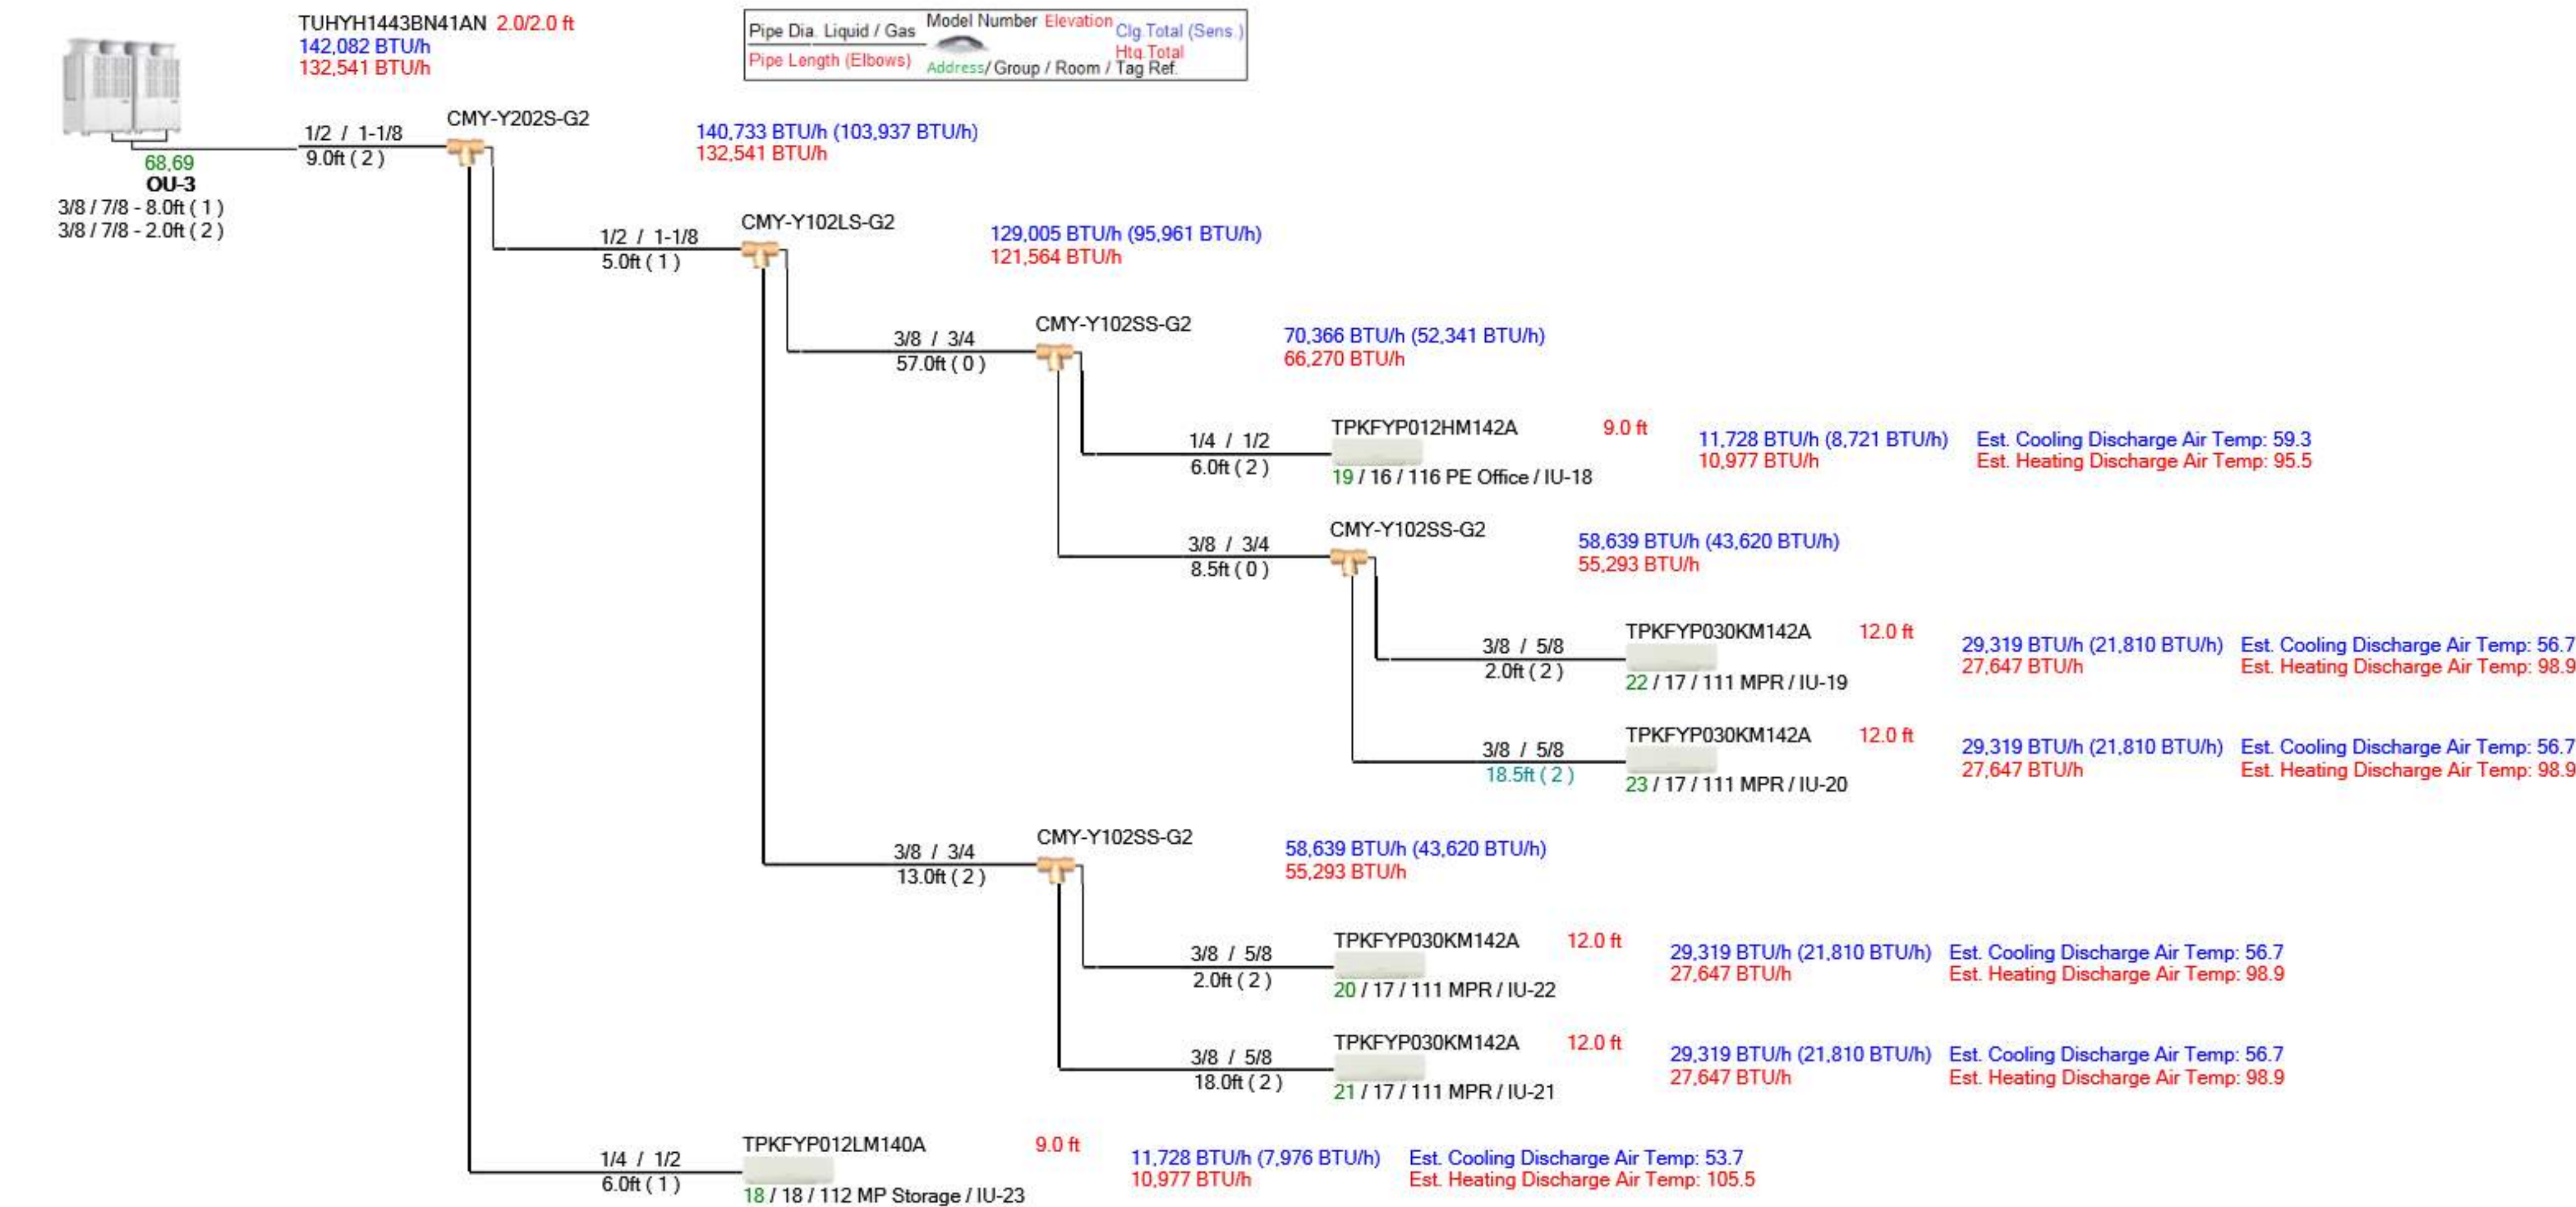 TUHYH1443BN41AN 2.0/2.0 ft
142,082 BTU/h
132,541 BTU/h
Pipe Dia. Liquid / Gas
Pipe Length (Elbows)
Model Number Elevation
Clg.Total (Sens.)
Htg.Total
Address/ Group / Room / Tag Ref.
68,69
OU-3
3/8 / 7/8 - 8.0ft ( 1 )
3/8 / 7/8 - 2.0ft ( 2 )
1/2 / 1-1/8
9.0ft ( 2 )
CMY-Y202S-G2
140,733 BTU/h (103,937 BTU/h)
132,541 BTU/h
1/2 / 1-1/8
5.0ft ( 1 )
CMY-Y102LS-G2
129,005 BTU/h (95,961 BTU/h)
121,564 BTU/h
3/8 / 3/4
57.0ft ( 0 )
CMY-Y102SS-G2
70,366 BTU/h (52,341 BTU/h)
66,270 BTU/h
1/4 / 1/2
6.0ft ( 2 )
TPKFYP012HM142A 9.0 ft
19 / 16 / 116 PE Office / IU-18
11,728 BTU/h (8,721 BTU/h) Est. Cooling Discharge Air Temp: 59.3
10,977 BTU/h Est. Heating Discharge Air Temp: 95.5
3/8 / 3/4
8.5ft ( 0 )
CMY-Y102SS-G2
58,639 BTU/h (43,620 BTU/h)
55,293 BTU/h
3/8 / 5/8
2.0ft ( 2 )
TPKFYP030KM142A 12.0 ft
22 / 17 / 111 MPR / IU-19
29,319 BTU/h (21,810 BTU/h) Est. Cooling Discharge Air Temp: 56.7
27,647 BTU/h Est. Heating Discharge Air Temp: 98.9
3/8 / 5/8
18.5ft ( 2 )
TPKFYP030KM142A 12.0 ft
23 / 17 / 111 MPR / IU-20
29,319 BTU/h (21,810 BTU/h) Est. Cooling Discharge Air Temp: 56.7
27,647 BTU/h Est. Heating Discharge Air Temp: 98.9
3/8 / 3/4
13.0ft ( 2 )
CMY-Y102SS-G2
58,639 BTU/h (43,620 BTU/h)
55,293 BTU/h
3/8 / 5/8
2.0ft ( 2 )
TPKFYP030KM142A 12.0 ft
20 / 17 / 111 MPR / IU-22
29,319 BTU/h (21,810 BTU/h) Est. Cooling Discharge Air Temp: 56.7
27,647 BTU/h Est. Heating Discharge Air Temp: 98.9
3/8 / 5/8
18.0ft ( 2 )
TPKFYP030KM142A 12.0 ft
21 / 17 / 111 MPR / IU-21
29,319 BTU/h (21,810 BTU/h) Est. Cooling Discharge Air Temp: 56.7
27,647 BTU/h Est. Heating Discharge Air Temp: 98.9
1/4 / 1/2
6.0ft ( 1 )
TPKFYP012LM140A 9.0 ft
18 / 18 / 112 MP Storage / IU-23
11,728 BTU/h (7,976 BTU/h) Est. Cooling Discharge Air Temp: 53.7
10,977 BTU/h Est. Heating Discharge Air Temp: 105.5